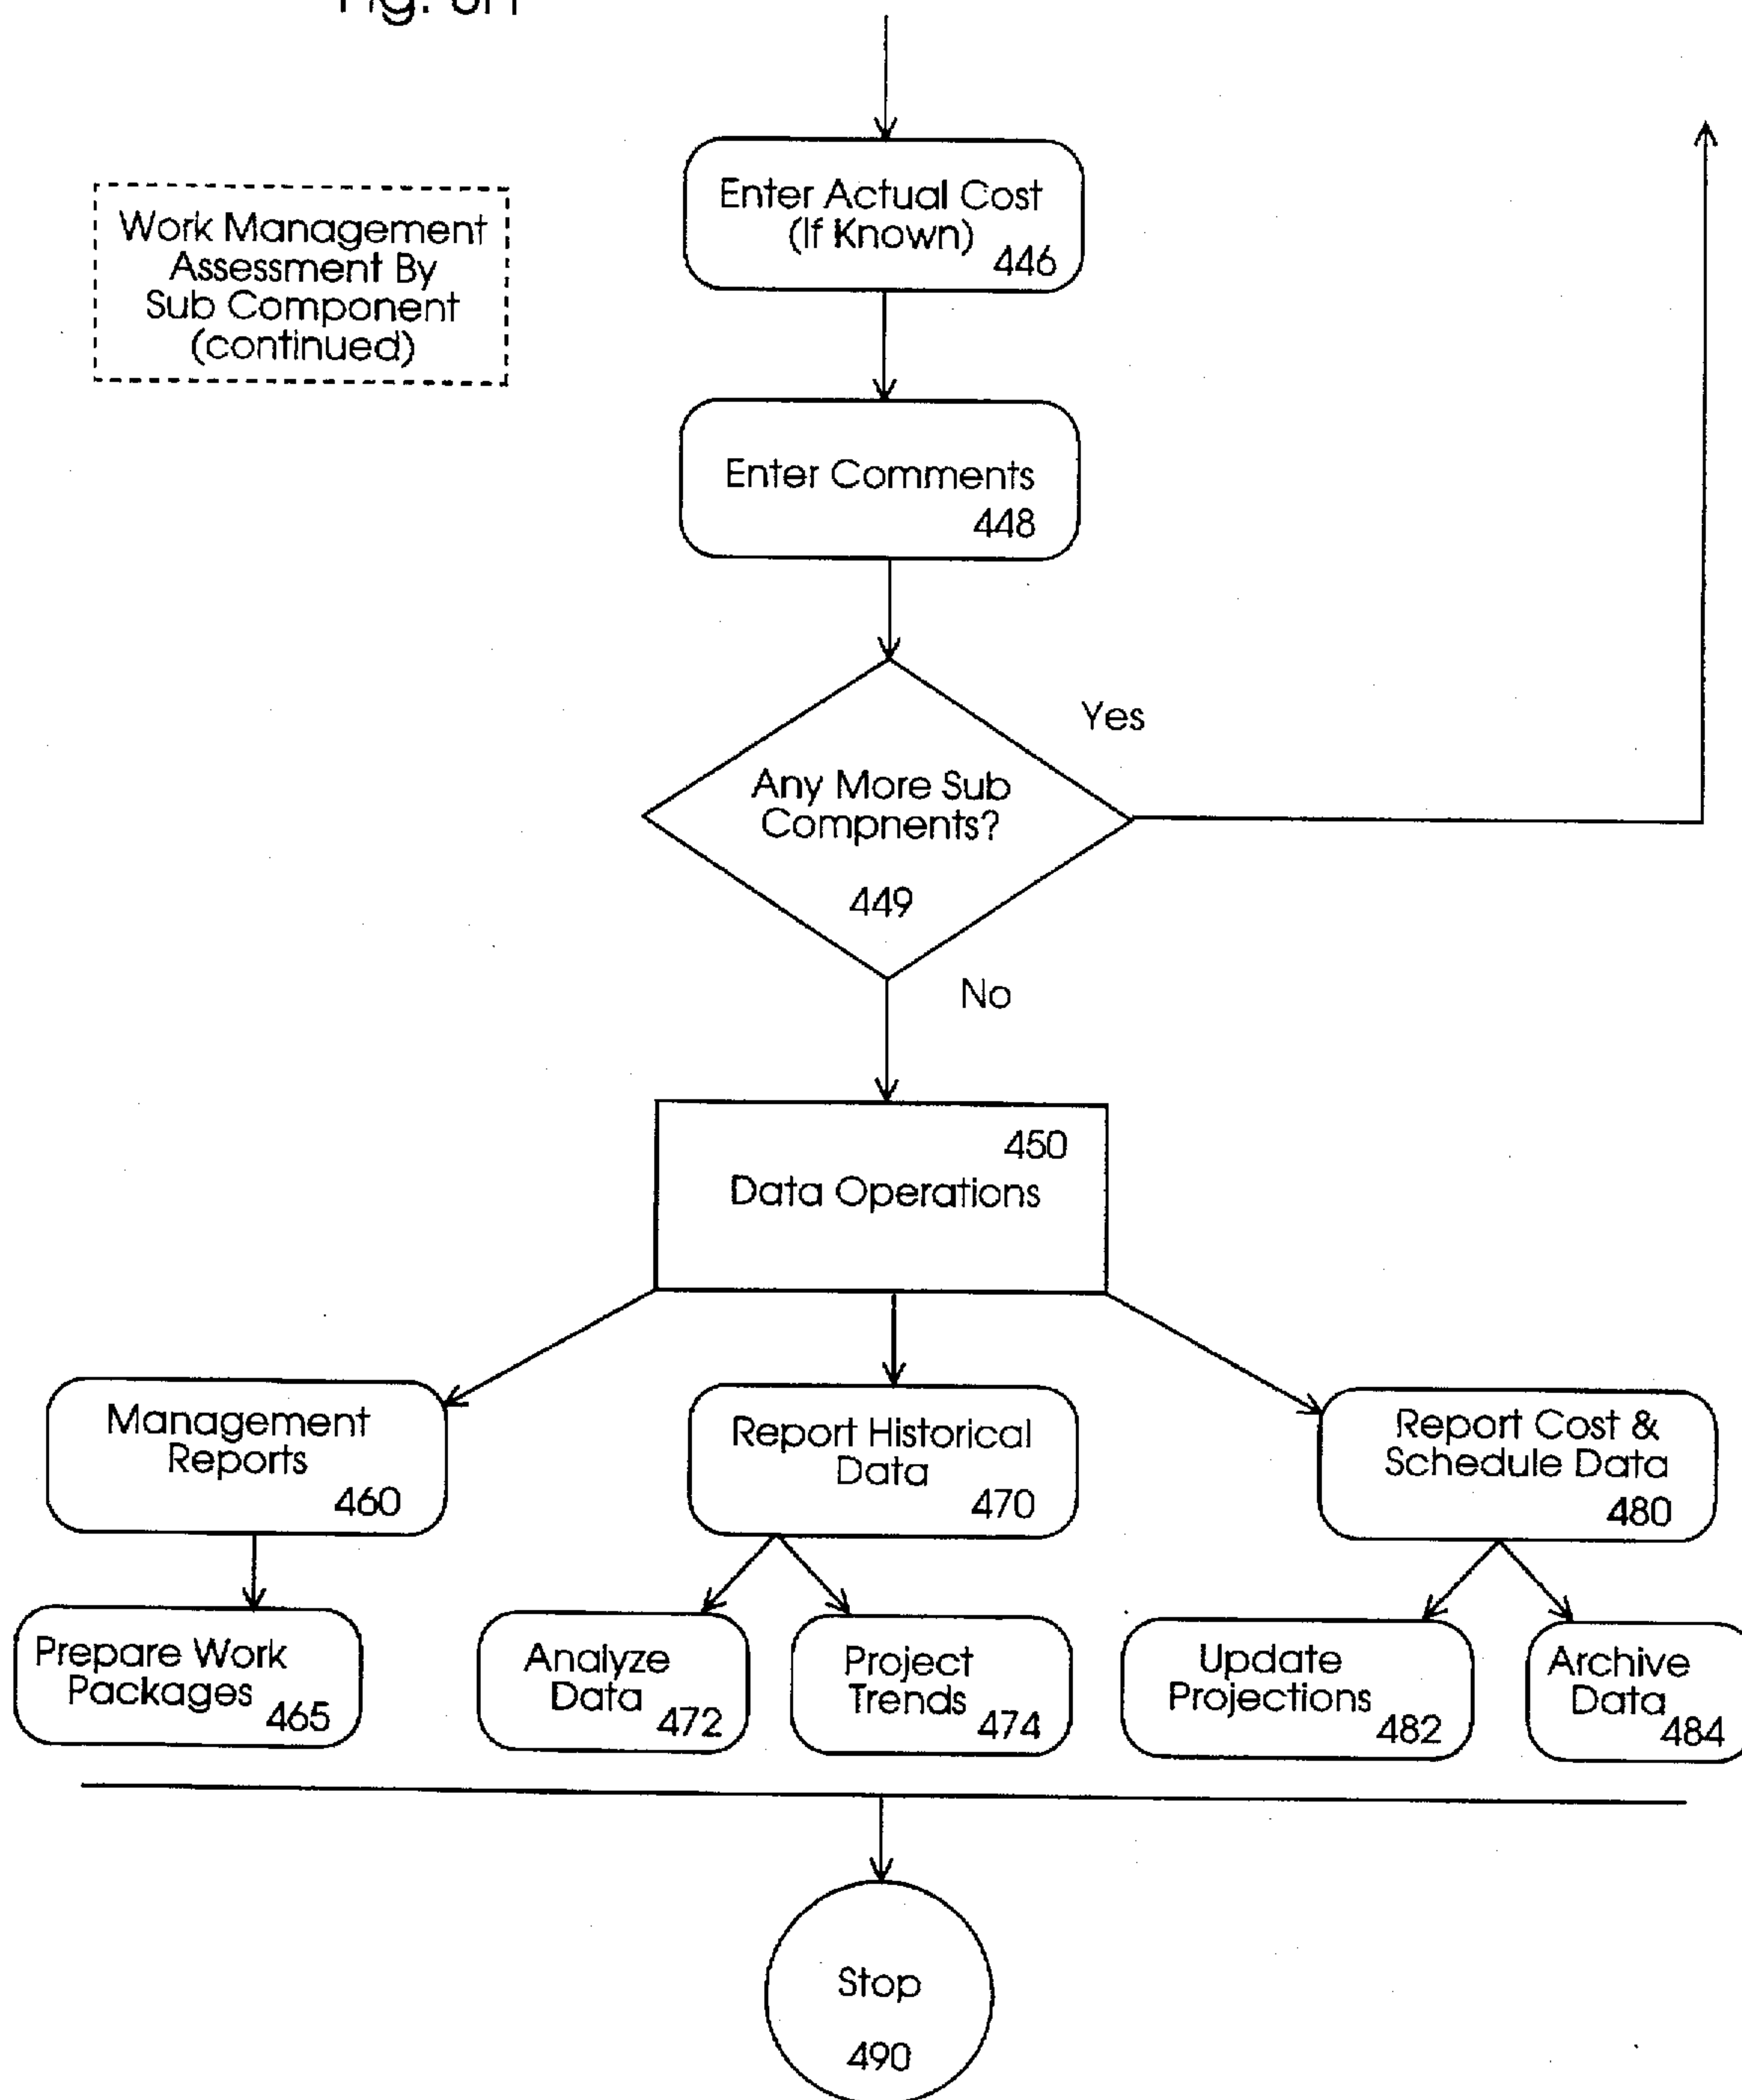 Enter Actual Cost
(If Known)
446
Work Management
Assessment By
Sub Component
(continued)
Enter Comments
448
Yes
Any More Sub
Compnents?
449
No
450
Data Operations
Management
Reports
460
Report Historical
Data
470
Report Cost &
Schedule Data
480
Prepare Work
Packages
465
Analyze
Data
472
Project
Trends
474
Update
Projections
482
Archive
Data
484
Stop
490